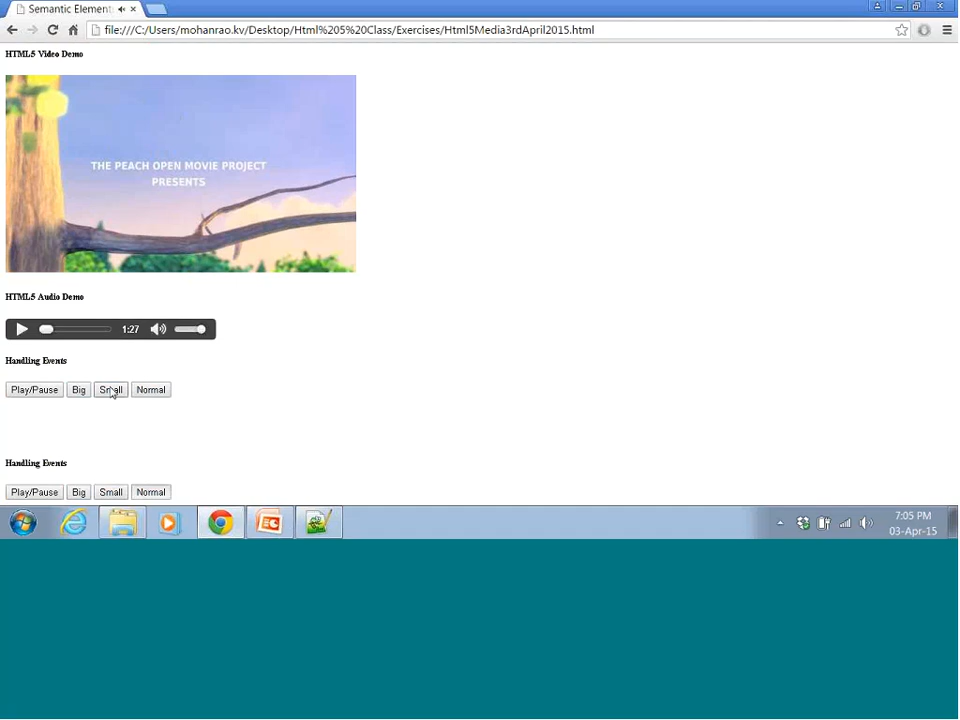 Semantic Element
file:///C:/Users/mohanrao.kv/Desktop/Html%205%20Class/Exercises/Html5Media3rdApril2015.html
HTML5 Video Demo
THE PEACH OPEN MOVIE PROJECT
PRESENTS
HTML5 Audio Demo
1:27
Handling Events
Play/Pause Big Small Normal
Handling Events
Play/Pause Big Small Normal
7:05 PM
03-Apr-15